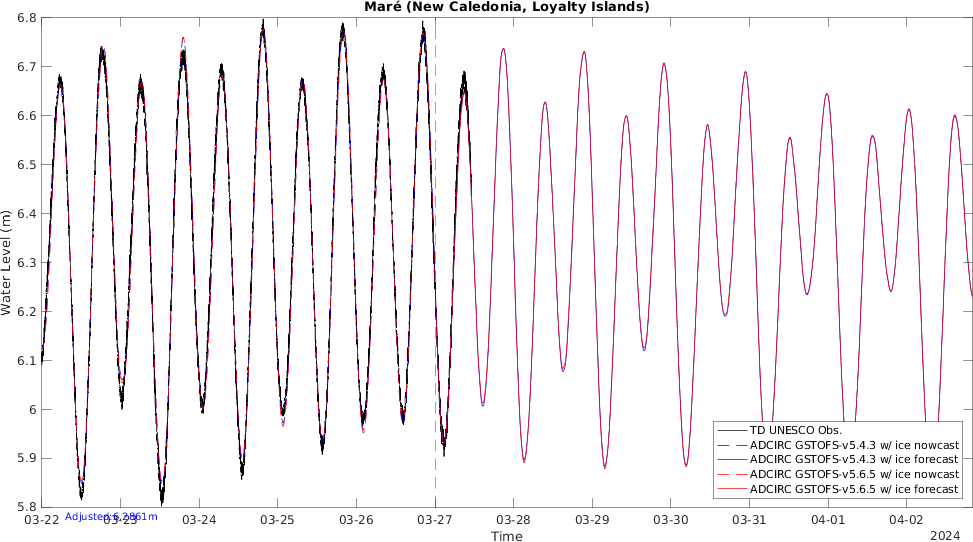 Maré (New Caledonia, Loyalty Islands)
6.8
6.7
6.6
6.5
6.4
6.3
6.2
6.1
6
5.9
5.8
Water Level (m)
TD UNESCO Obs.
ADCIRC GSTOFS-v5.4.3 w/ ice nowcast
ADCIRC GSTOFS-v5.4.3 w/ ice forecast
ADCIRC GSTOFS-v5.6.5 w/ ice nowcast
ADCIRC GSTOFS-v5.6.5 w/ ice forecast
03-22 03-23 03-24 03-25 03-26 03-27 03-28 03-29 03-30 03-31 04-01 04-02
Adjusted:6.2861m
Time
2024